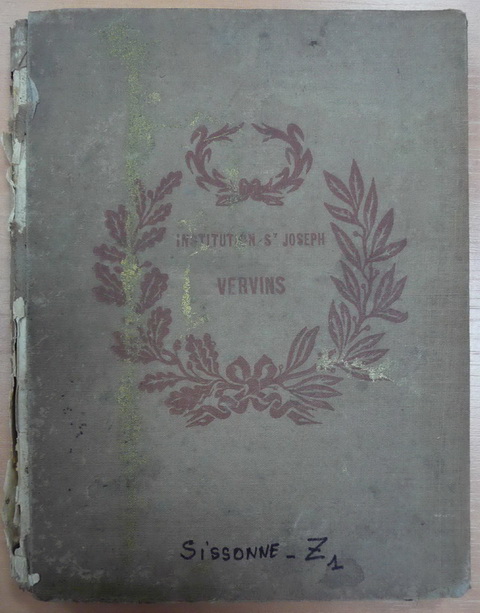 INSTITUTION ST JOSEPH
VERVINS
SISSONNE - Z1